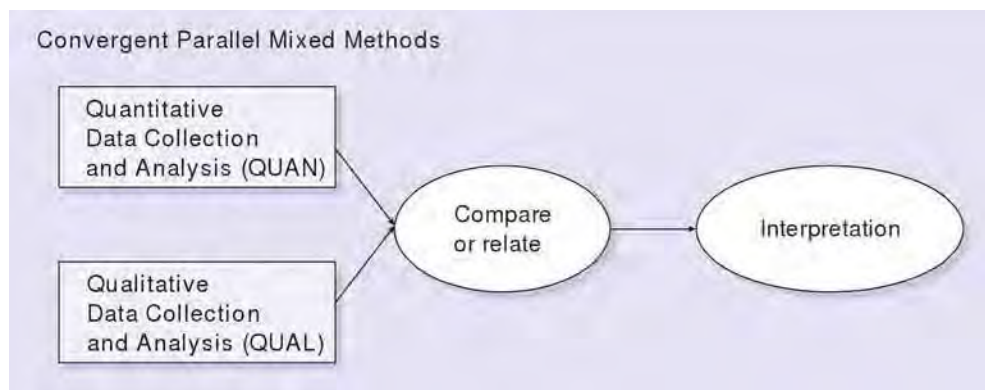 Convergent Parallel Mixed Methods
Quantitative
Data Collection
and Analysis (QUAN)
Compare
or relate
Interpretation
Qualitative
Data Collection
and Analysis (QUAL)